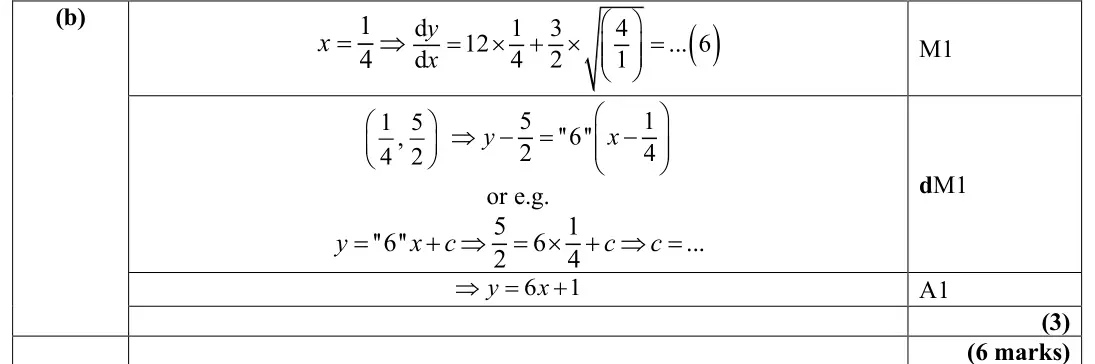 (b)
x = 1/4 ⇒ dy/dx = 12 × 1/4 + 3/2 × √(4/1) = ...(6)
M1
(1/4, 5/2) ⇒ y − 5/2 = "6"(x − 1/4)
or e.g.
y = "6"x + c ⇒ 5/2 = 6 × 1/4 + c ⇒ c = ...
dM1
⇒ y = 6x + 1
A1
(3)
(6 marks)